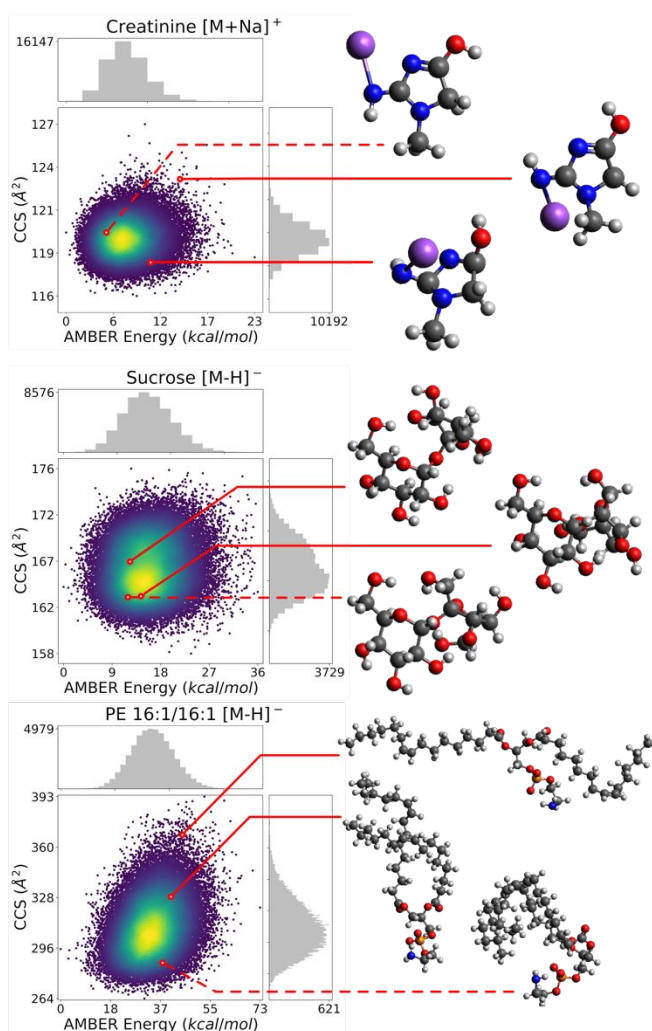 Creatinine [M+Na]⁺
16147
127
124
121
119
116
CCS (Å²)
0 6 12 17 23
10192
AMBER Energy (kcal/mol)
Sucrose [M-H]⁻
8576
176
172
167
162
158
CCS (Å²)
0 9 18 27 36
3729
AMBER Energy (kcal/mol)
PE 16:1/16:1 [M-H]⁻
4979
393
360
328
296
264
CCS (Å²)
0 18 37 55 73
621
AMBER Energy (kcal/mol)